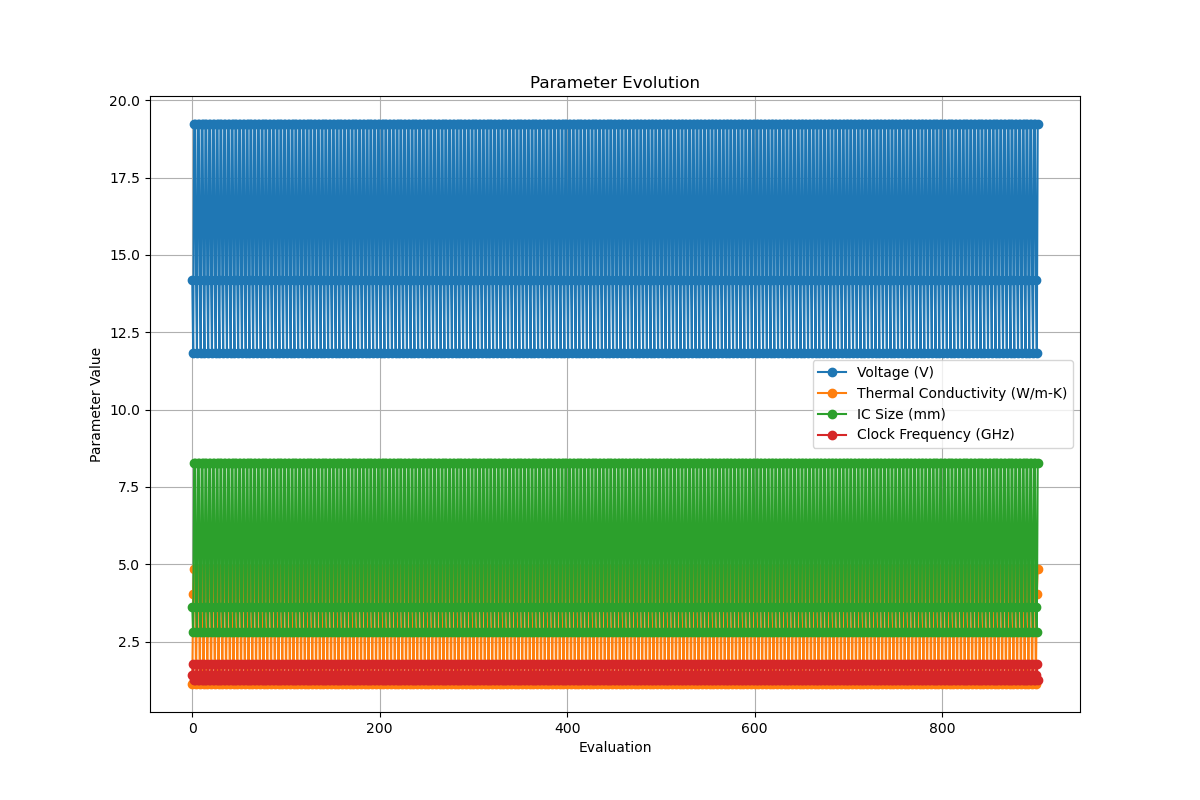 Parameter Evolution
20.0
17.5
15.0
12.5
10.0
7.5
5.0
2.5
Parameter Value
Voltage (V)
Thermal Conductivity (W/m-K)
IC Size (mm)
Clock Frequency (GHz)
0
200
400
600
800
Evaluation